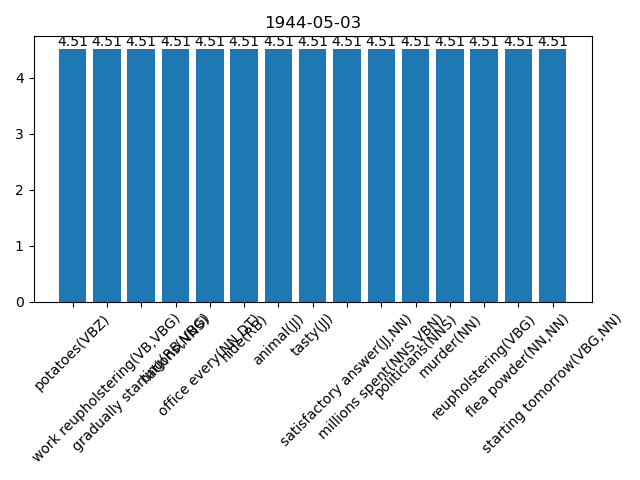 1944-05-03
4.51 4.51 4.51 4.51 4.51 4.51 4.51 4.51 4.51 4.51 4.51 4.51 4.51 4.51 4.51
4
3
2
1
0
potatoes(VBZ)
work reupholstering(VB,VBG)
gradually starting(RB,VBG)
office every(NN,DT)
hide(RB)
animal(JJ)
tasty(JJ)
satisfactory answer(JJ,NN)
millions spent(NNS,VBN)
politicians(NNS)
murder(NN)
reupholstering(VBG)
flea powder(NN,NN)
starting tomorrow(VBG,NN)